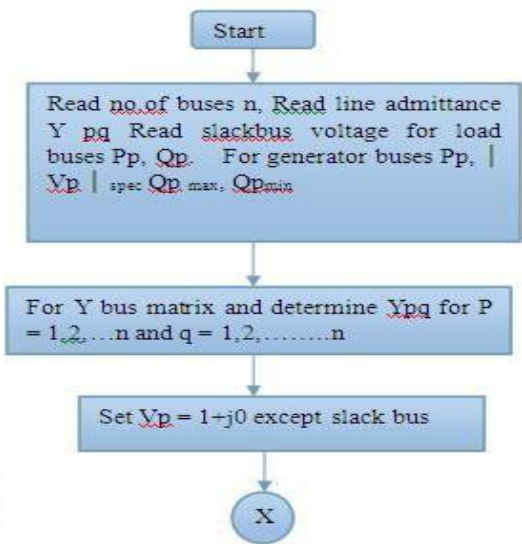 Start
Read no.of buses n, Read line admittance
Y pq Read slackbus voltage for load
buses Pp, Qp. For generator buses Pp, |
Vp | spec Qp max, Qpmin
For Y bus matrix and determine Ypq for P
= 1,2,...n and q = 1,2,........n
Set Vp = 1+j0 except slack bus
X